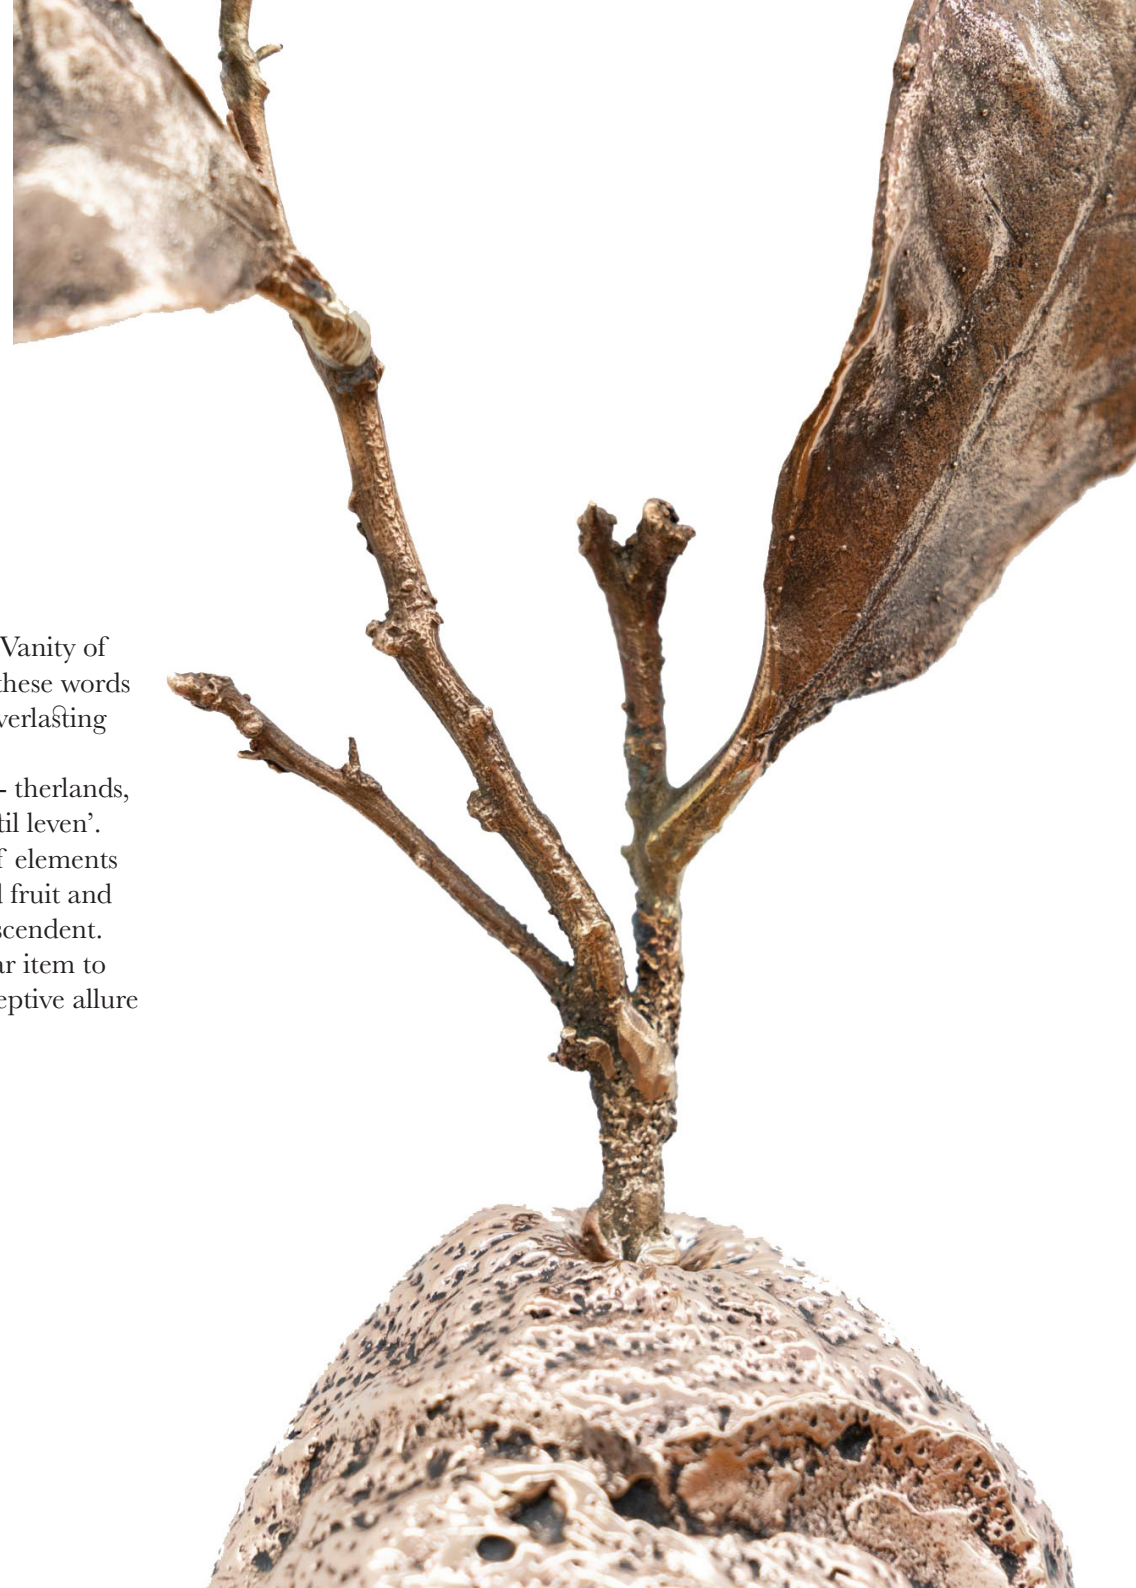 Vanity of
these words
verlasting
- therlands,
til leven’.
f elements
l fruit and
scendent.
ar item to
eptive allure